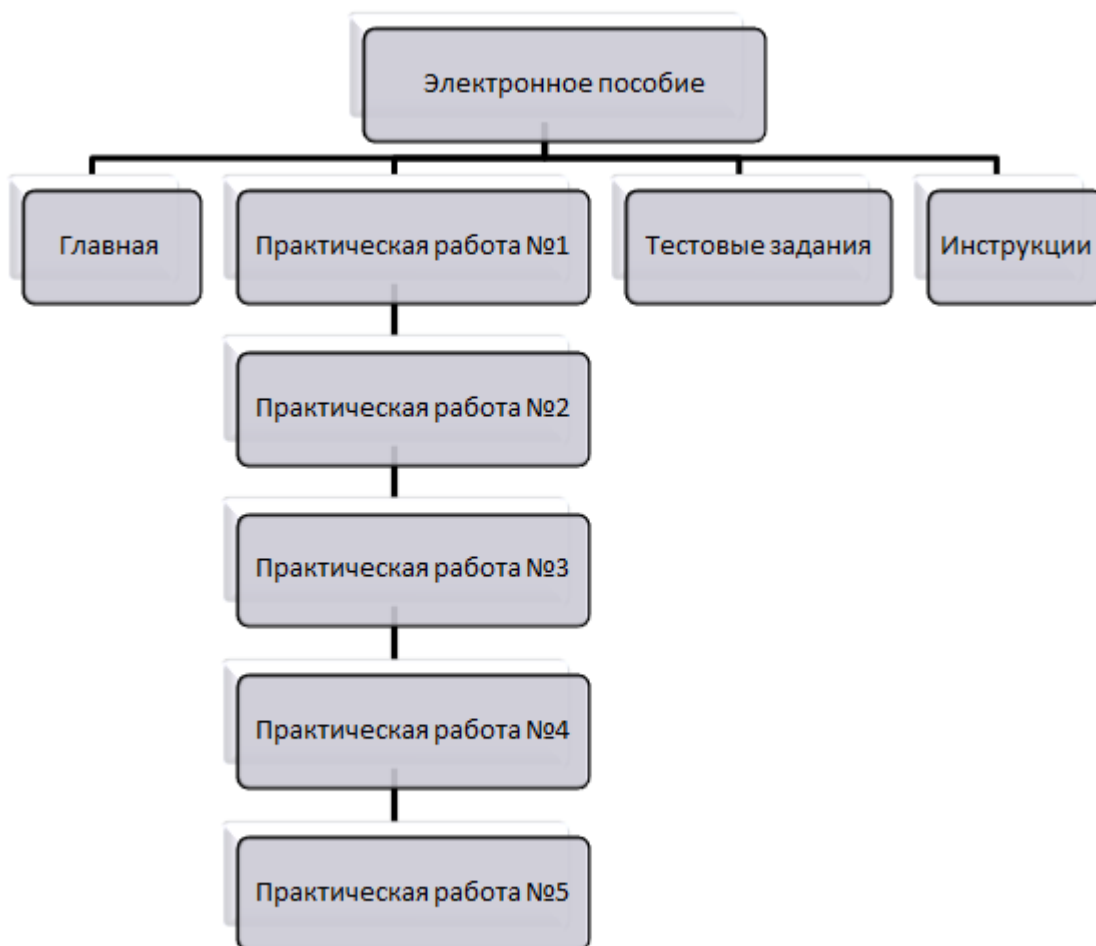 Электронное пособие
Главная
Практическая работа №1
Тестовые задания
Инструкции
Практическая работа №2
Практическая работа №3
Практическая работа №4
Практическая работа №5